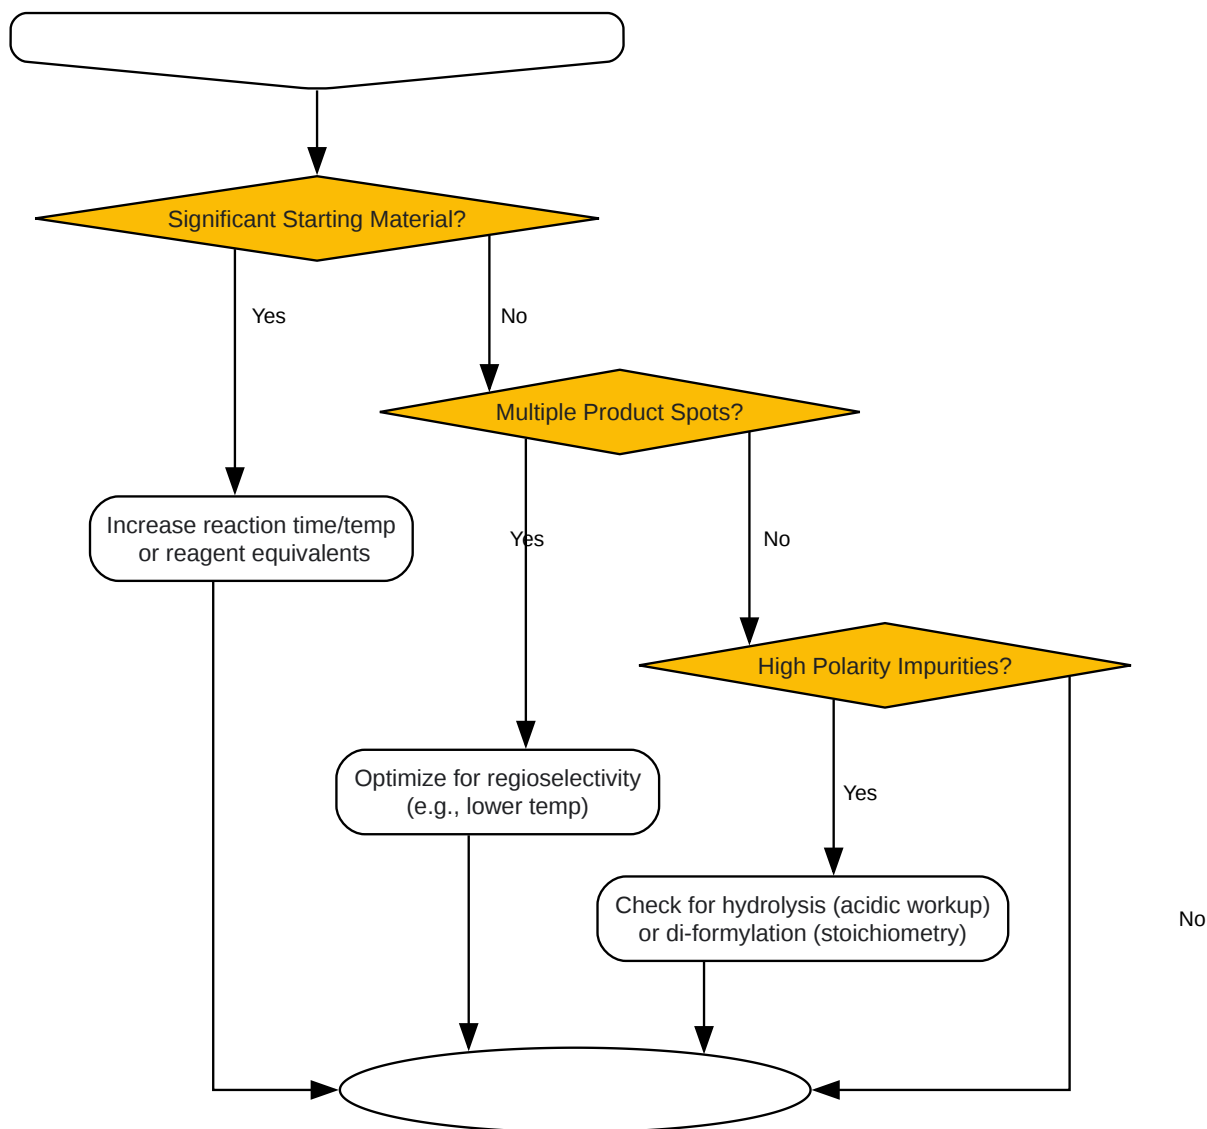 Significant Starting Material?
Yes
No
Multiple Product Spots?
Increase reaction time/temp
or reagent equivalents
Yes
No
High Polarity Impurities?
Optimize for regioselectivity
(e.g., lower temp)
Yes
Check for hydrolysis (acidic workup)
or di-formylation (stoichiometry)
No